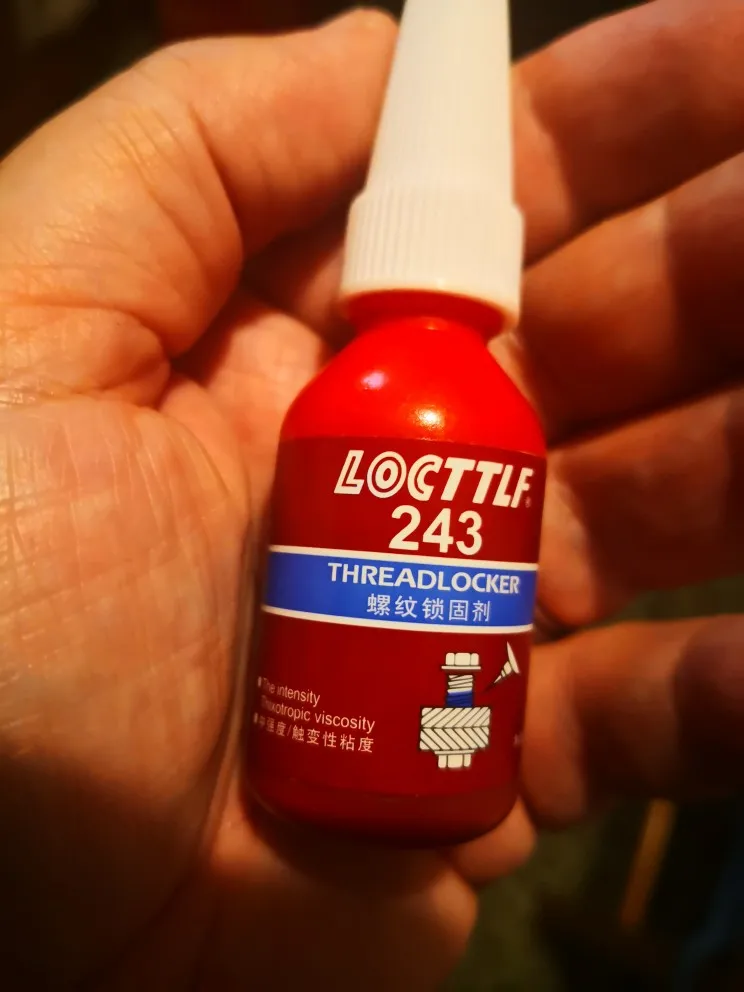 LOCTTLF
243
THREADLOCKER
螺纹锁固剂
The intensity
Thixotropic viscosity
中强度/触变性粘度